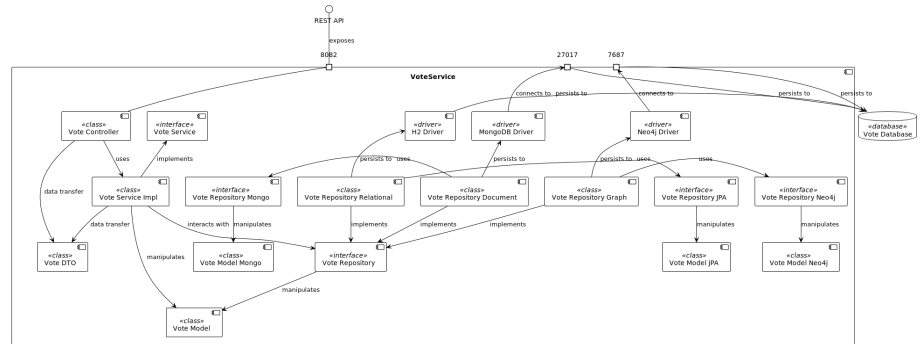 REST API
exposes
8082
27017
7687
VoteService
connects to
persists to
connects to
persists to
persists to
«class»
Vote Controller
«interface»
Vote Service
«driver»
H2 Driver
«driver»
MongoDB Driver
«driver»
Neo4j Driver
«database»
Vote Database
uses
implements
persists to
uses
persists to
persists to
uses
uses
data transfer
«class»
Vote Service Impl
«interface»
Vote Repository Mongo
«class»
Vote Repository Relational
«class»
Vote Repository Document
«class»
Vote Repository Graph
«interface»
Vote Repository JPA
«interface»
Vote Repository Neo4j
data transfer
interacts with
manipulates
implements
implements
implements
manipulates
manipulates
«class»
Vote DTO
manipulates
«class»
Vote Model Mongo
«interface»
Vote Repository
«class»
Vote Model JPA
«class»
Vote Model Neo4j
manipulates
«class»
Vote Model